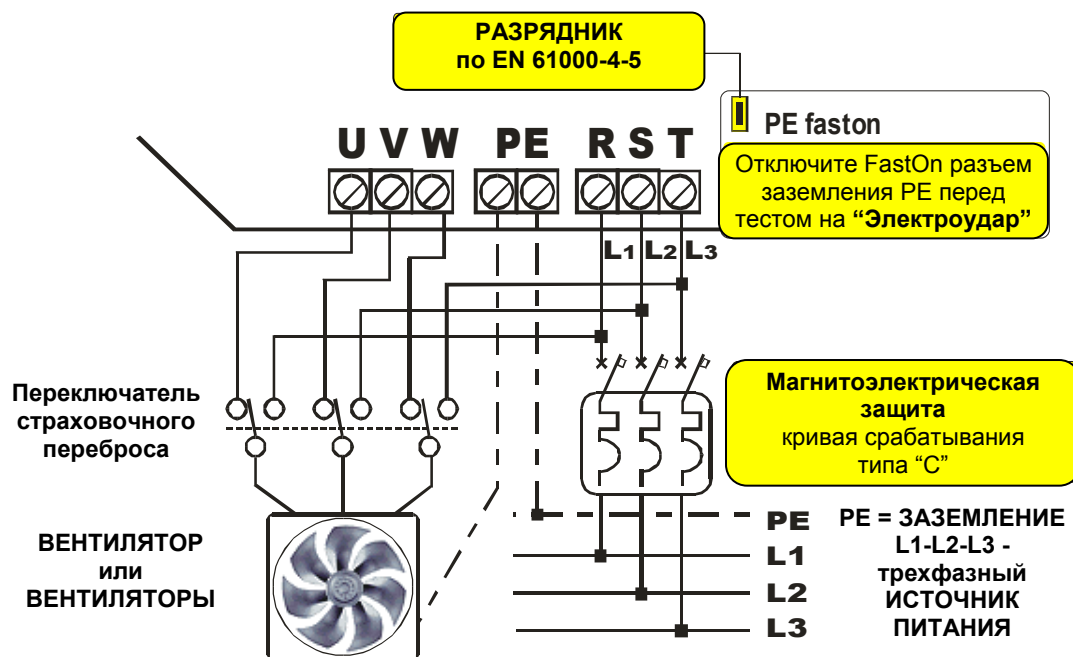 РАЗРЯДНИК
по EN 61000-4-5
PE faston
Отключите FastOn разъем
заземления PE перед
тестом на “Электроудар”
U V W PE R S T
L1 L2 L3
Переключатель
страховочного
переброса
Магнитоэлектрическая
защита
кривая срабатывания
типа “С”
ВЕНТИЛЯТОР
или
ВЕНТИЛЯТОРЫ
PE
L1
L2
L3
PE = ЗАЗЕМЛЕНИЕ
L1-L2-L3 -
трехфазный
ИСТОЧНИК
ПИТАНИЯ